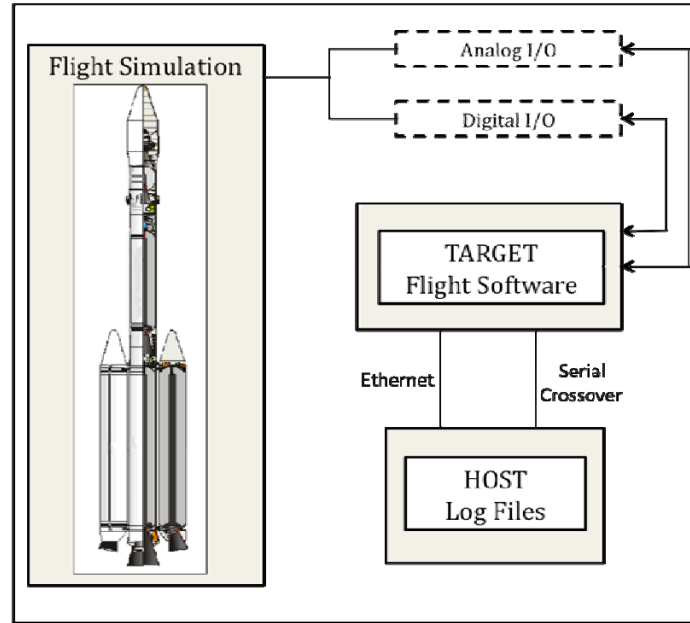 Flight Simulation
Analog I/O
Digital I/O
TARGET
Flight Software
Ethernet
Serial
Crossover
HOST
Log Files